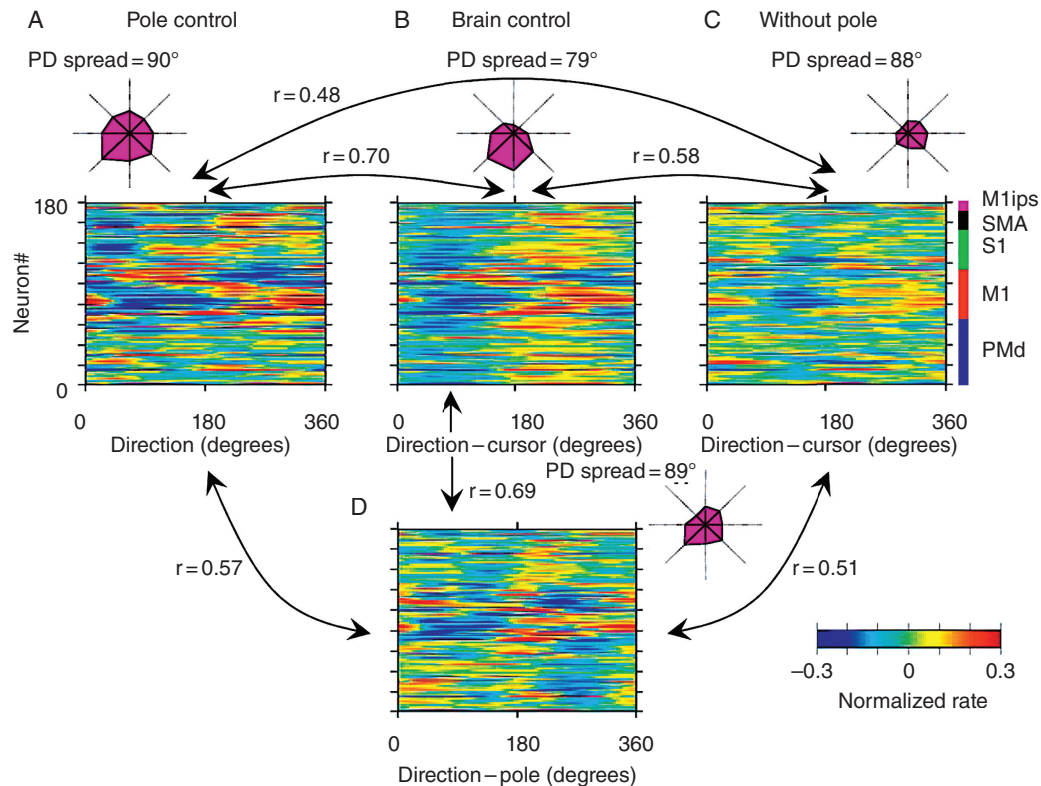 A Pole control
B Brain control
C Without pole
PD spread = 90°
PD spread = 79°
PD spread = 88°
r = 0.48
r = 0.70
r = 0.58
180
Neuron#
0
M1ips
SMA
S1
M1
PMd
0 180 360
Direction (degrees)
0 180 360
Direction – cursor (degrees)
0 180 360
Direction – cursor (degrees)
PD spread = 89°
r = 0.69
D
r = 0.57
r = 0.51
0 180 360
Direction – pole (degrees)
–0.3 0 0.3
Normalized rate